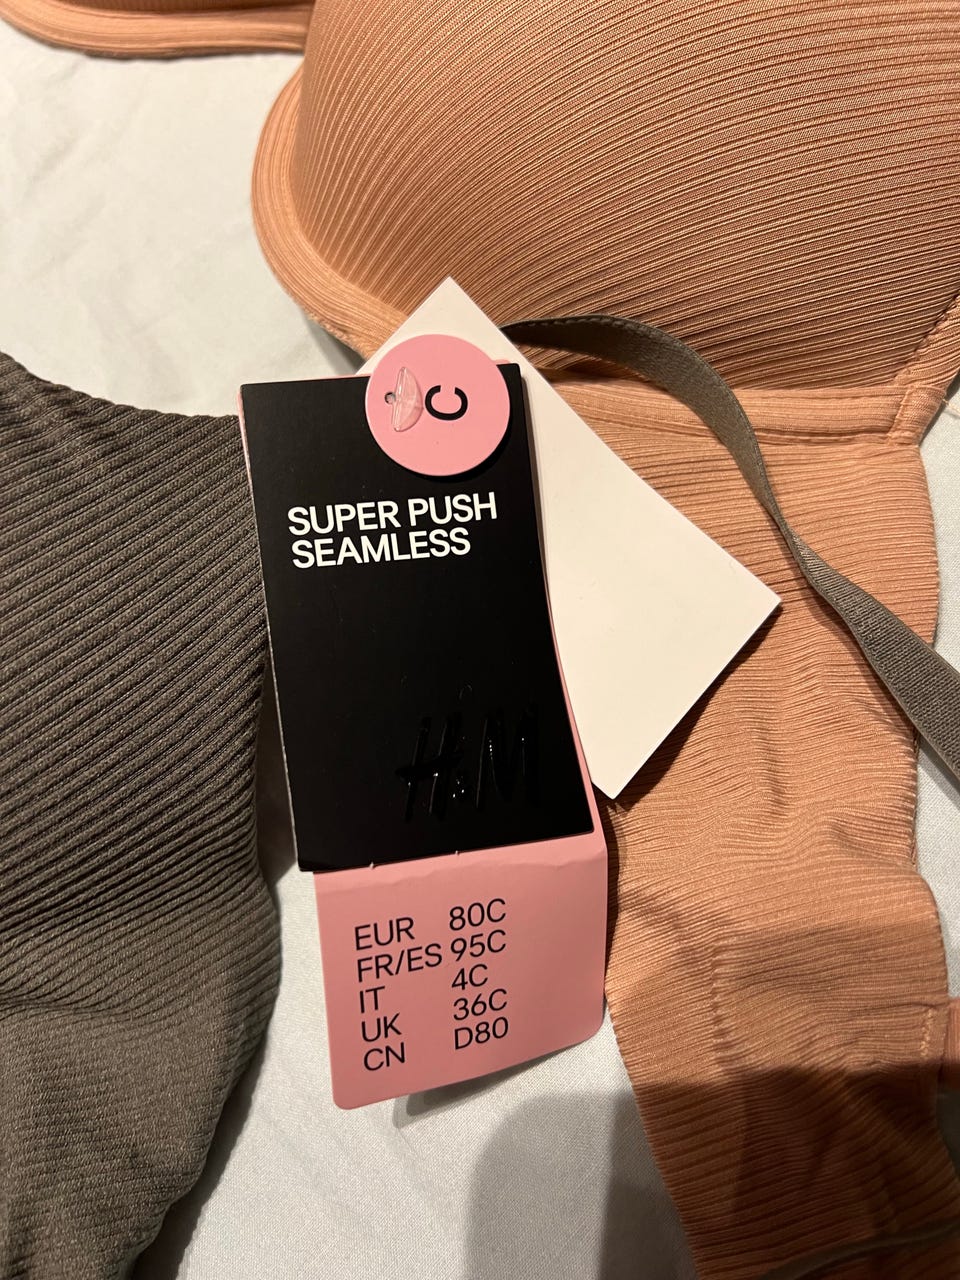 C
SUPER PUSH
SEAMLESS
H&M
EUR 80C
FR/ES 95C
IT 4C
UK 36C
CN D80